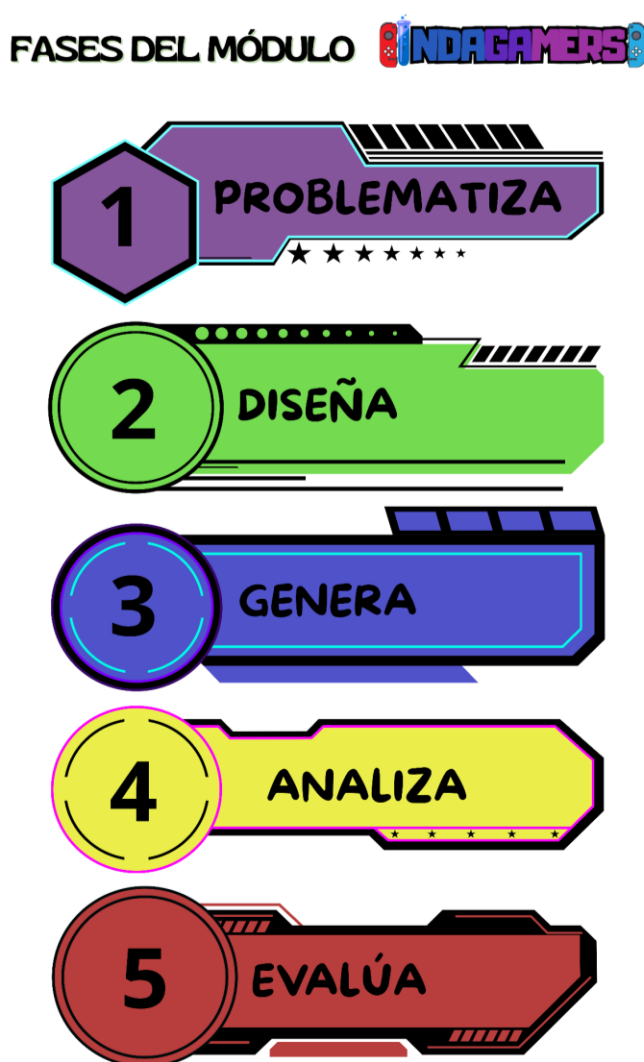 FASES DEL MÓDULO INDAGAMERS
1 PROBLEMATIZA
2 DISEÑA
3 GENERA
4 ANALIZA
5 EVALÚA